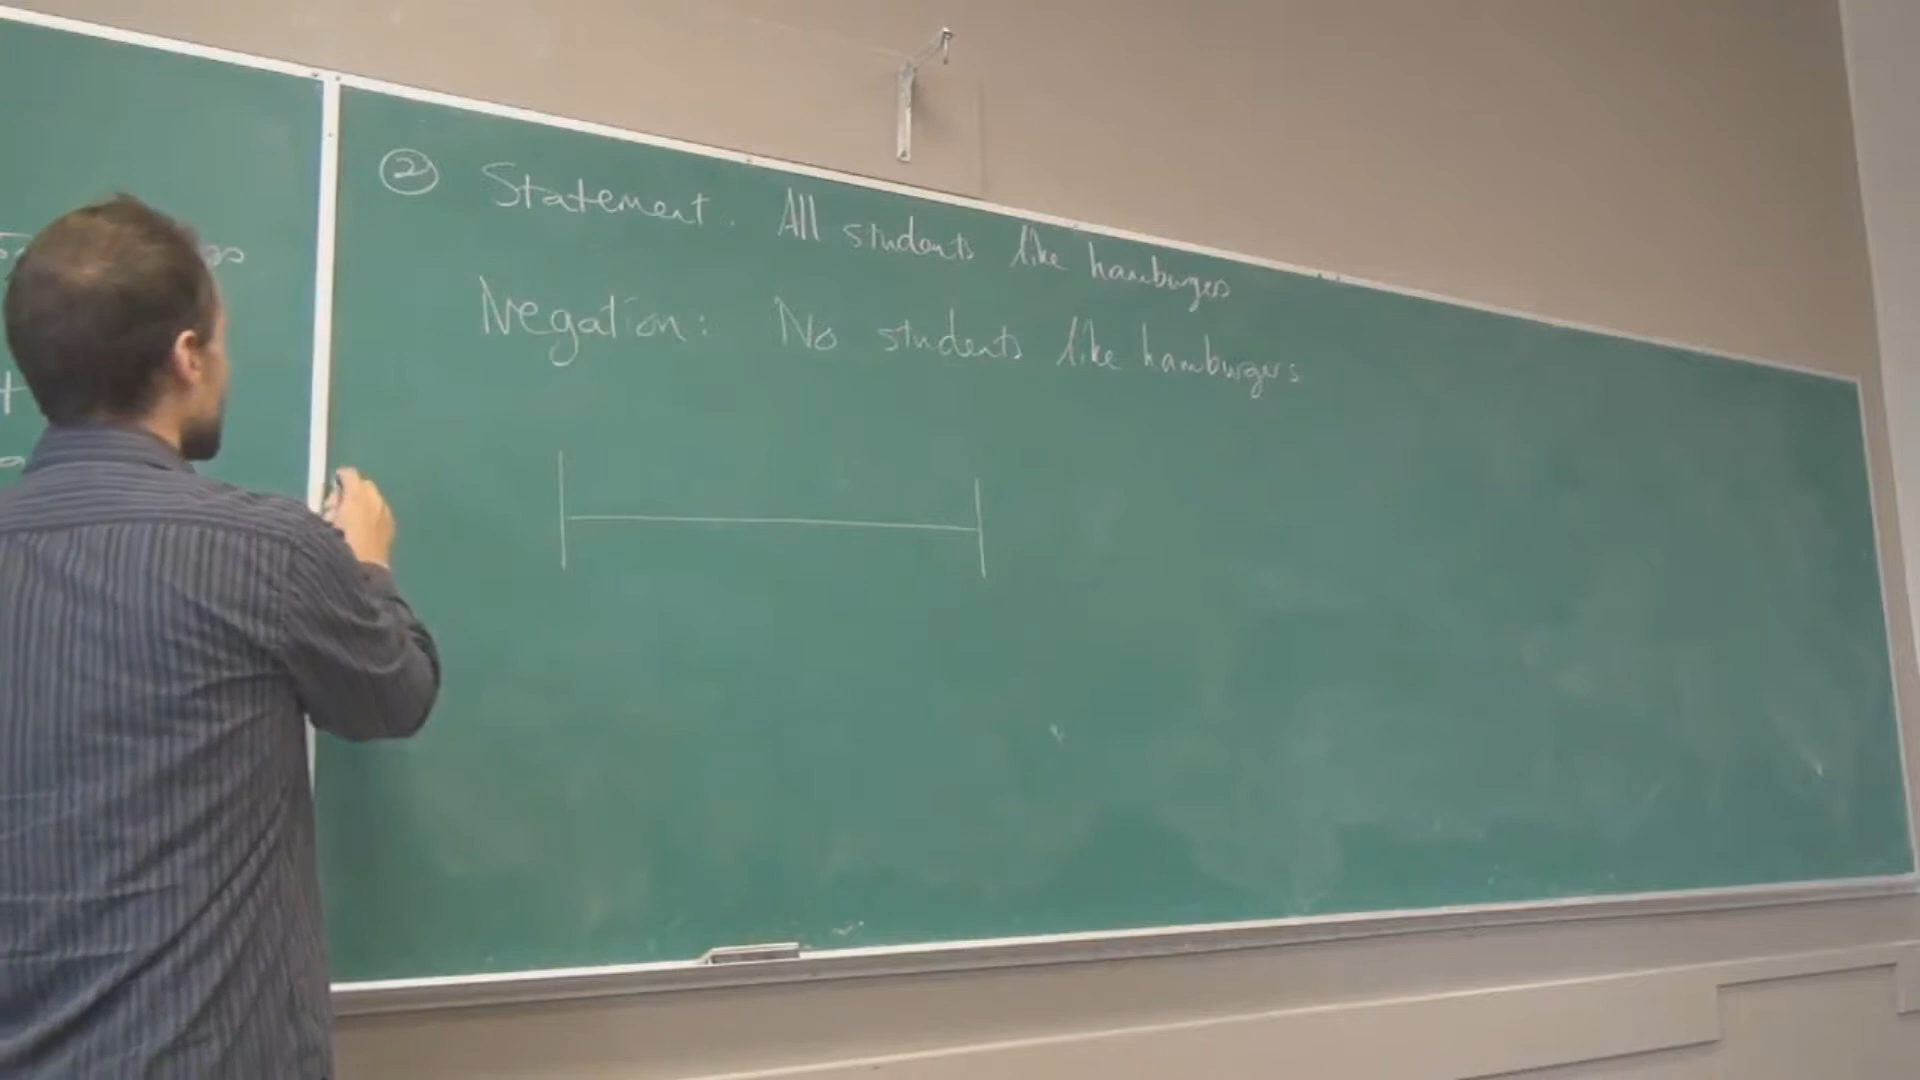 ② Statement. All students like hamburgers
Negation: No students like hamburgers